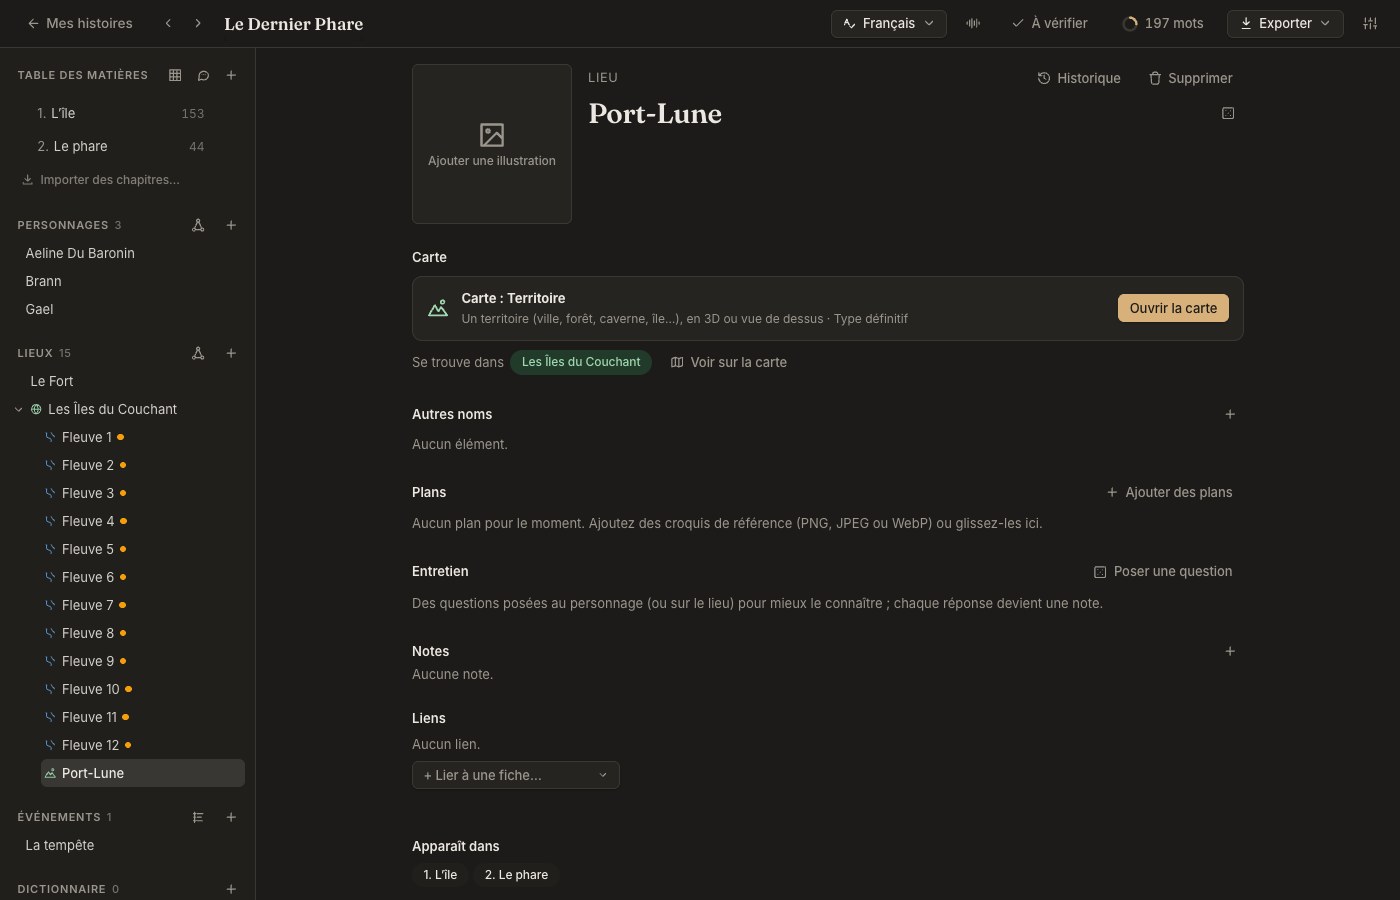 Mes histoires
Le Dernier Phare
Français
À vérifier
197 mots
Exporter
TABLE DES MATIÈRES
1. L'île 153
2. Le phare 44
Importer des chapitres...
PERSONNAGES 3
Aeline Du Baronin
Brann
Gael
LIEUX 15
Le Fort
Les Îles du Couchant
Fleuve 1
Fleuve 2
Fleuve 3
Fleuve 4
Fleuve 5
Fleuve 6
Fleuve 7
Fleuve 8
Fleuve 9
Fleuve 10
Fleuve 11
Fleuve 12
Port-Lune
ÉVÉNEMENTS 1
La tempête
DICTIONNAIRE 0
Ajouter une illustration
LIEU
Historique
Supprimer
Port-Lune
Carte
Carte : Territoire
Un territoire (ville, forêt, caverne, île...), en 3D ou vue de dessus · Type définitif
Ouvrir la carte
Se trouve dans Les Îles du Couchant Voir sur la carte
Autres noms
Aucun élément.
Plans
Ajouter des plans
Aucun plan pour le moment. Ajoutez des croquis de référence (PNG, JPEG ou WebP) ou glissez-les ici.
Entretien
Poser une question
Des questions posées au personnage (ou sur le lieu) pour mieux le connaître ; chaque réponse devient une note.
Notes
Aucune note.
Liens
Aucun lien.
+ Lier à une fiche...
Apparaît dans
1. L'île 2. Le phare